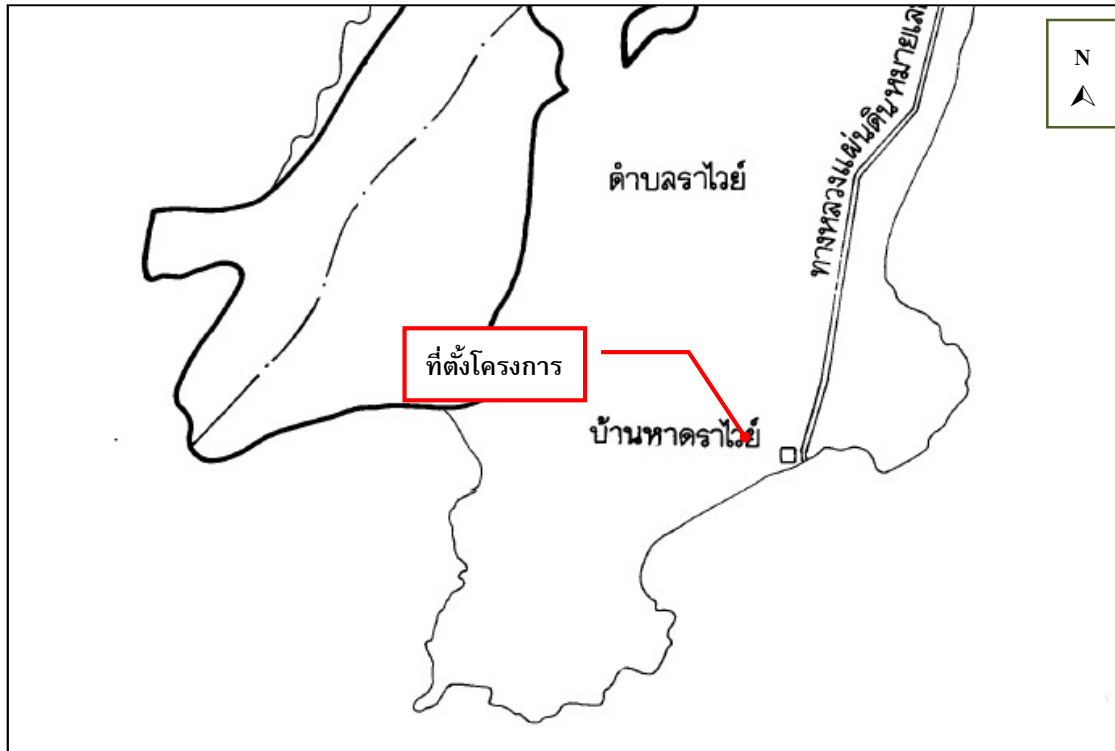 N
ทางหลวงแผ่นดินหมายเลข
ตำบลราไวย์
ที่ตั้งโครงการ
บ้านหาดราไวย์